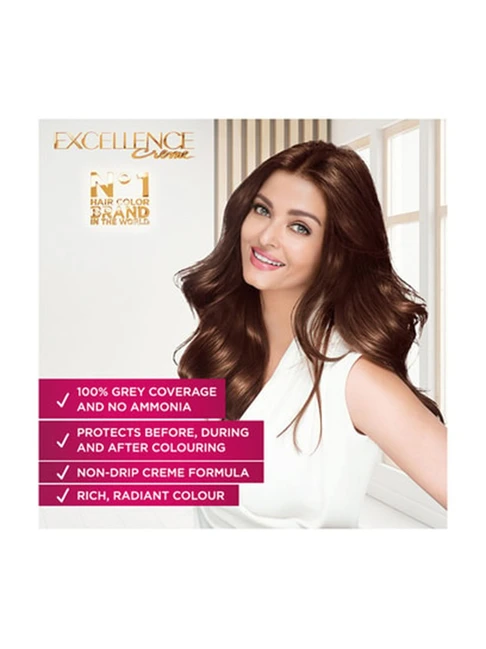 EXCELLENCE
Creme
Nº1
HAIR COLOR
BRAND
IN THE WORLD
100% GREY COVERAGE
AND NO AMMONIA
PROTECTS BEFORE, DURING
AND AFTER COLOURING
NON-DRIP CREME FORMULA
RICH, RADIANT COLOUR